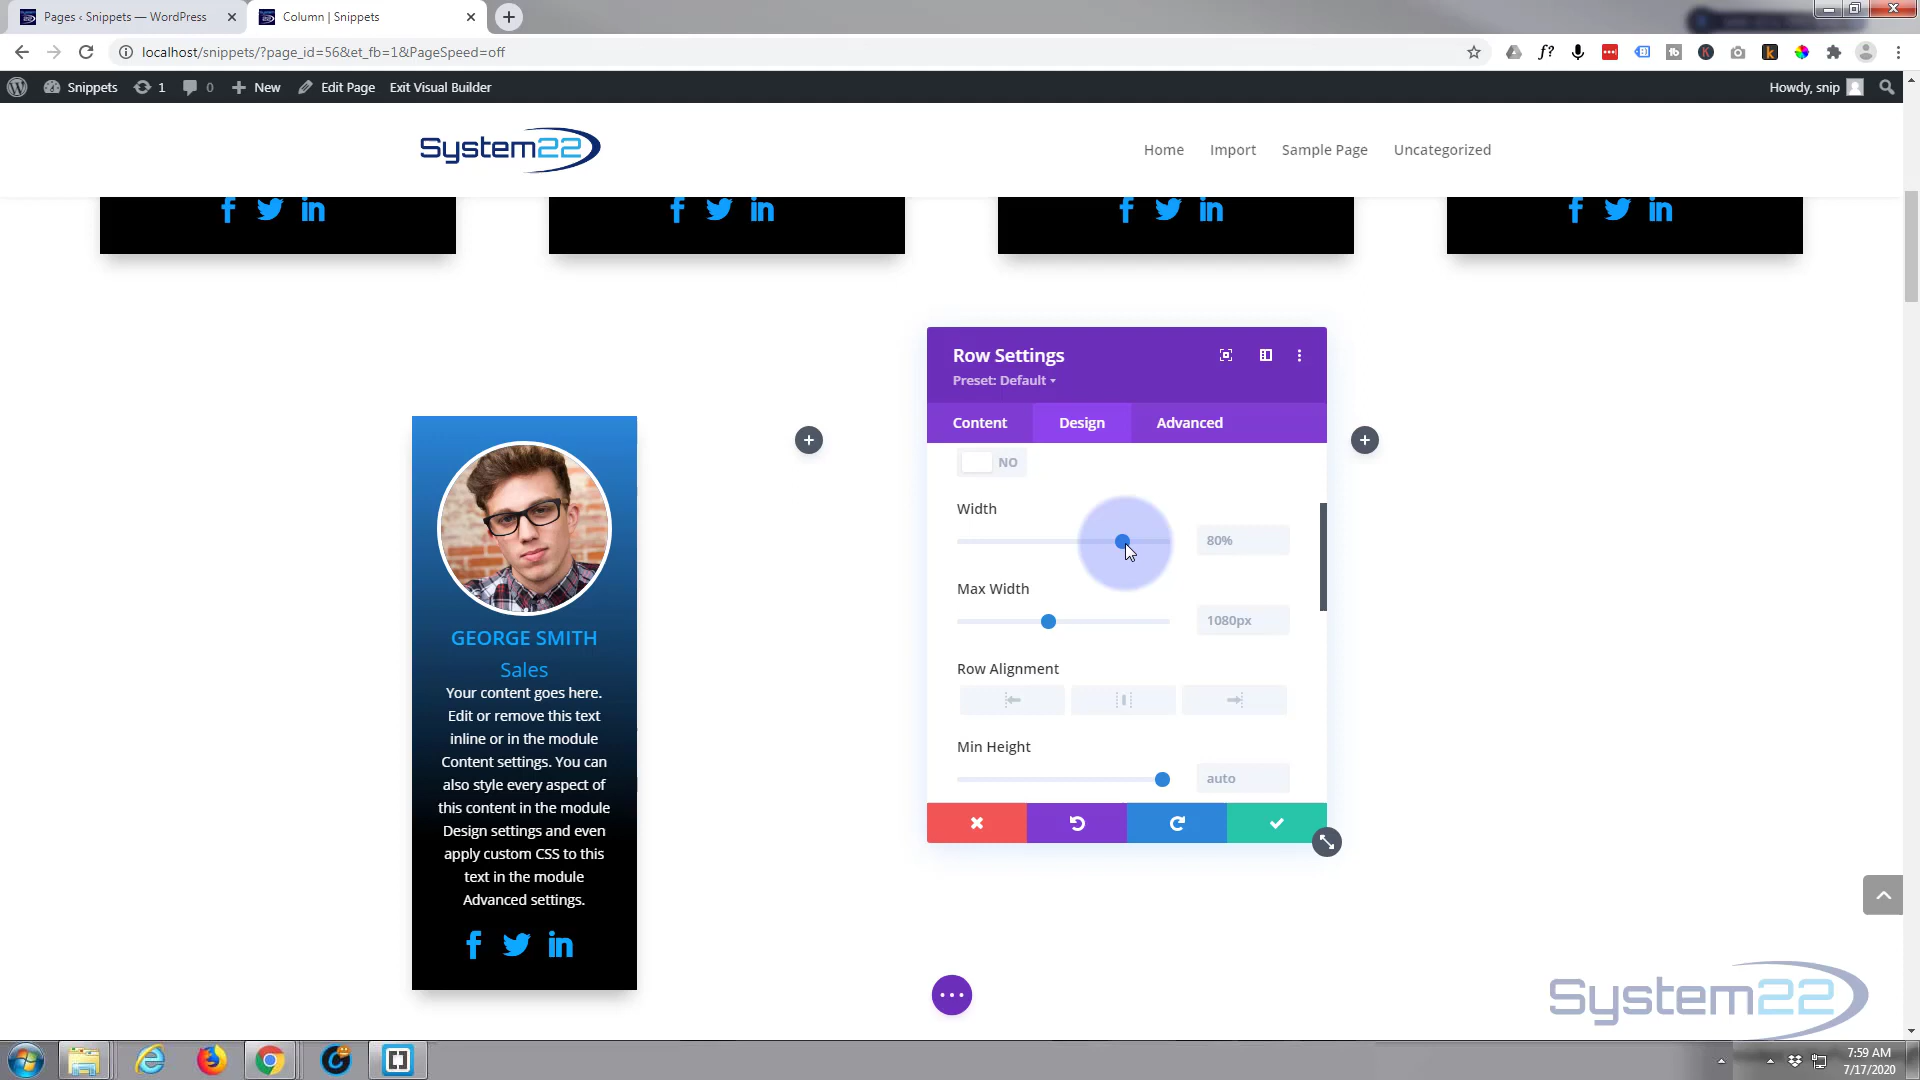 Pages ‹ Snippets — WordPress
Column | Snippets
localhost/snippets/?page_id=56&et_fb=1&PageSpeed=off
Snippets
1
0
New
Edit Page
Exit Visual Builder
Howdy, snip
System22
Home
Import
Sample Page
Uncategorized
Row Settings
Preset: Default
Content
Design
Advanced
NO
Width
80%
Max Width
1080px
Row Alignment
Min Height
auto
GEORGE SMITH
Sales
Your content goes here.
Edit or remove this text
inline or in the module
Content settings. You can
also style every aspect of
this content in the module
Design settings and even
apply custom CSS to this
text in the module
Advanced settings.
System22
7:59 AM
7/17/2020